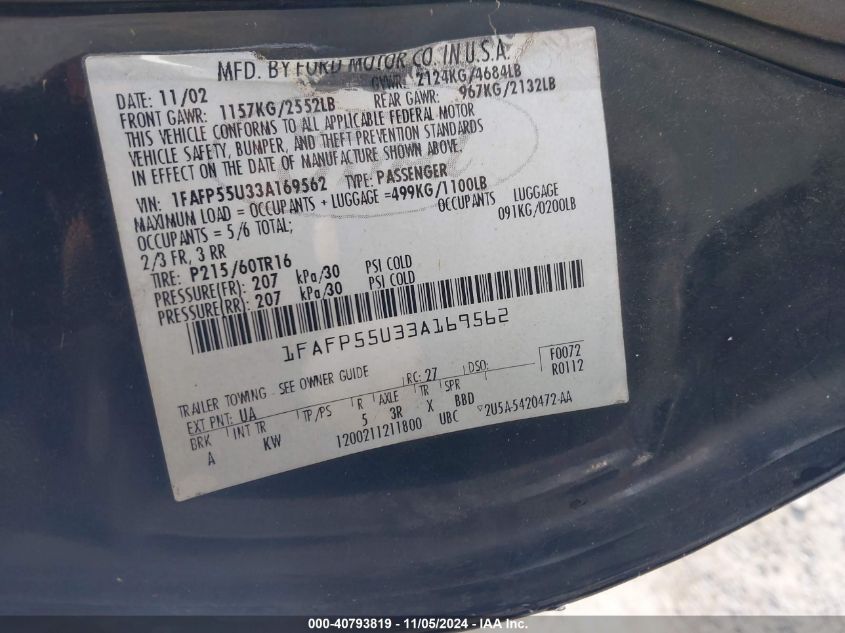 MFD. BY FORD MOTOR CO. IN U.S.A.
DATE: 11/02 GVWR: 2124KG/4684LB
FRONT GAWR: 1157KG/2552LB REAR GAWR: 967KG/2132LB
THIS VEHICLE CONFORMS TO ALL APPLICABLE FEDERAL MOTOR
VEHICLE SAFETY, BUMPER, AND THEFT PREVENTION STANDARDS
IN EFFECT ON THE DATE OF MANUFACTURE SHOWN ABOVE.
VIN: 1FAFP55U33A169562 TYPE: PASSENGER
MAXIMUM LOAD = OCCUPANTS + LUGGAGE =499KG/1100LB
OCCUPANTS = 5/6 TOTAL; OCCUPANTS LUGGAGE
2/3 FR, 3 RR 091KG/0200LB
TIRE: P215/60TR16
PRESSURE(FR): 207 kPa/30 PSI COLD
PRESSURE(RR): 207 kPa/30 PSI COLD
1FAFP55U33A169562
TRAILER TOWING - SEE OWNER GUIDE
EXT PNT: UA RC: 27 DSO: F0072
R0112
BRK INT TR TP/PS R AXLE TR SPR
A KW 5 3R X BBD
1200211211800 UBC 2U5A-5420472-AA
000-40793819 - 11/05/2024 - IAA Inc.